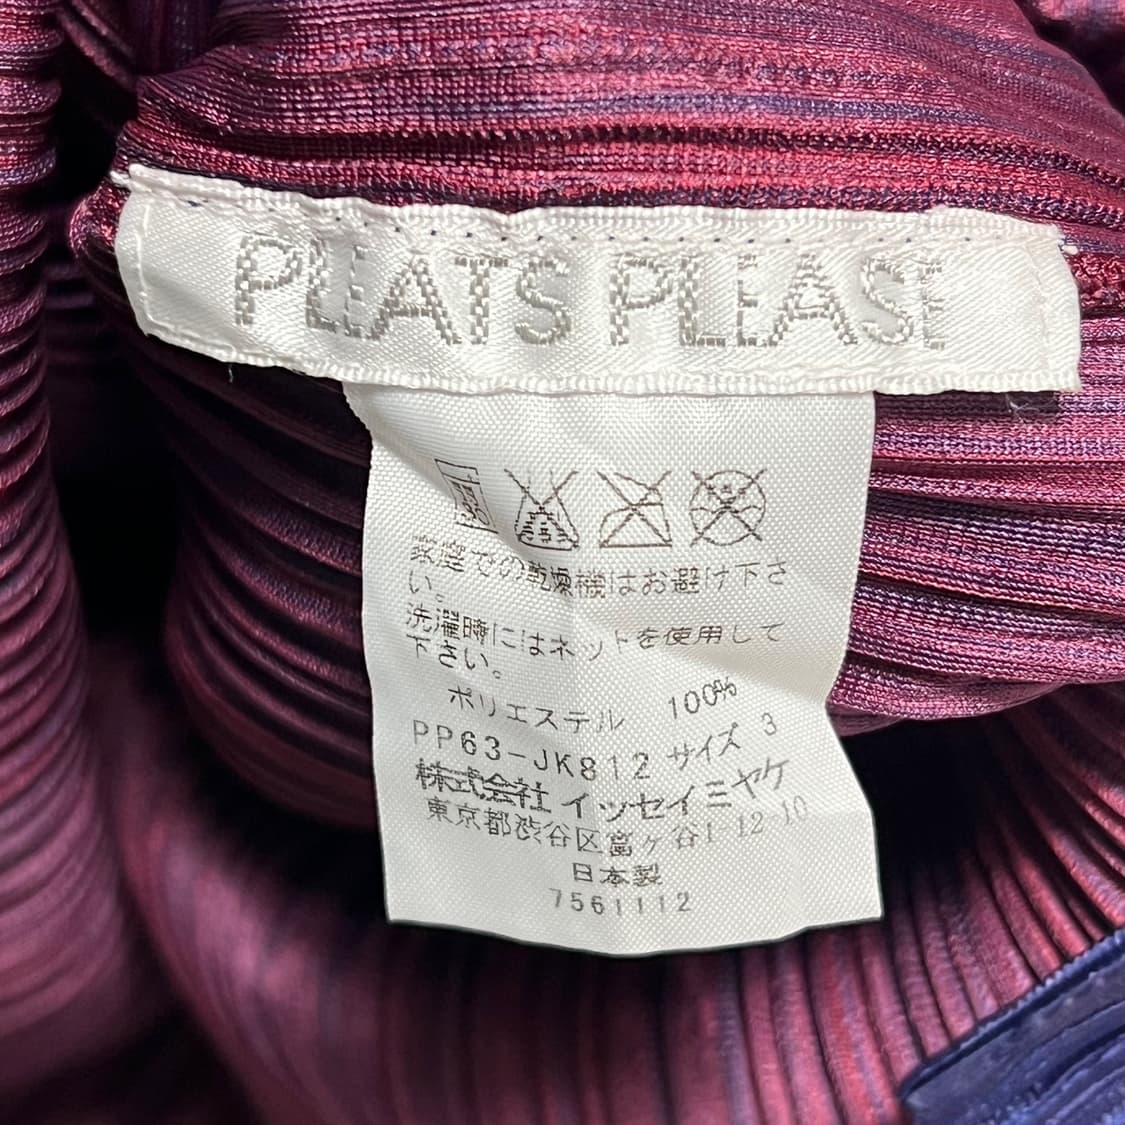 PLEATS PLEASE
家庭での乾燥機はお避け下さ
い。
洗濯時にはネットを使用して
下さい。
ポリエステル 100%
PP63-JK812 サイズ 3
株式会社 イッセイミヤケ
東京都渋谷区富ヶ谷1-12-10
日本製
7561112